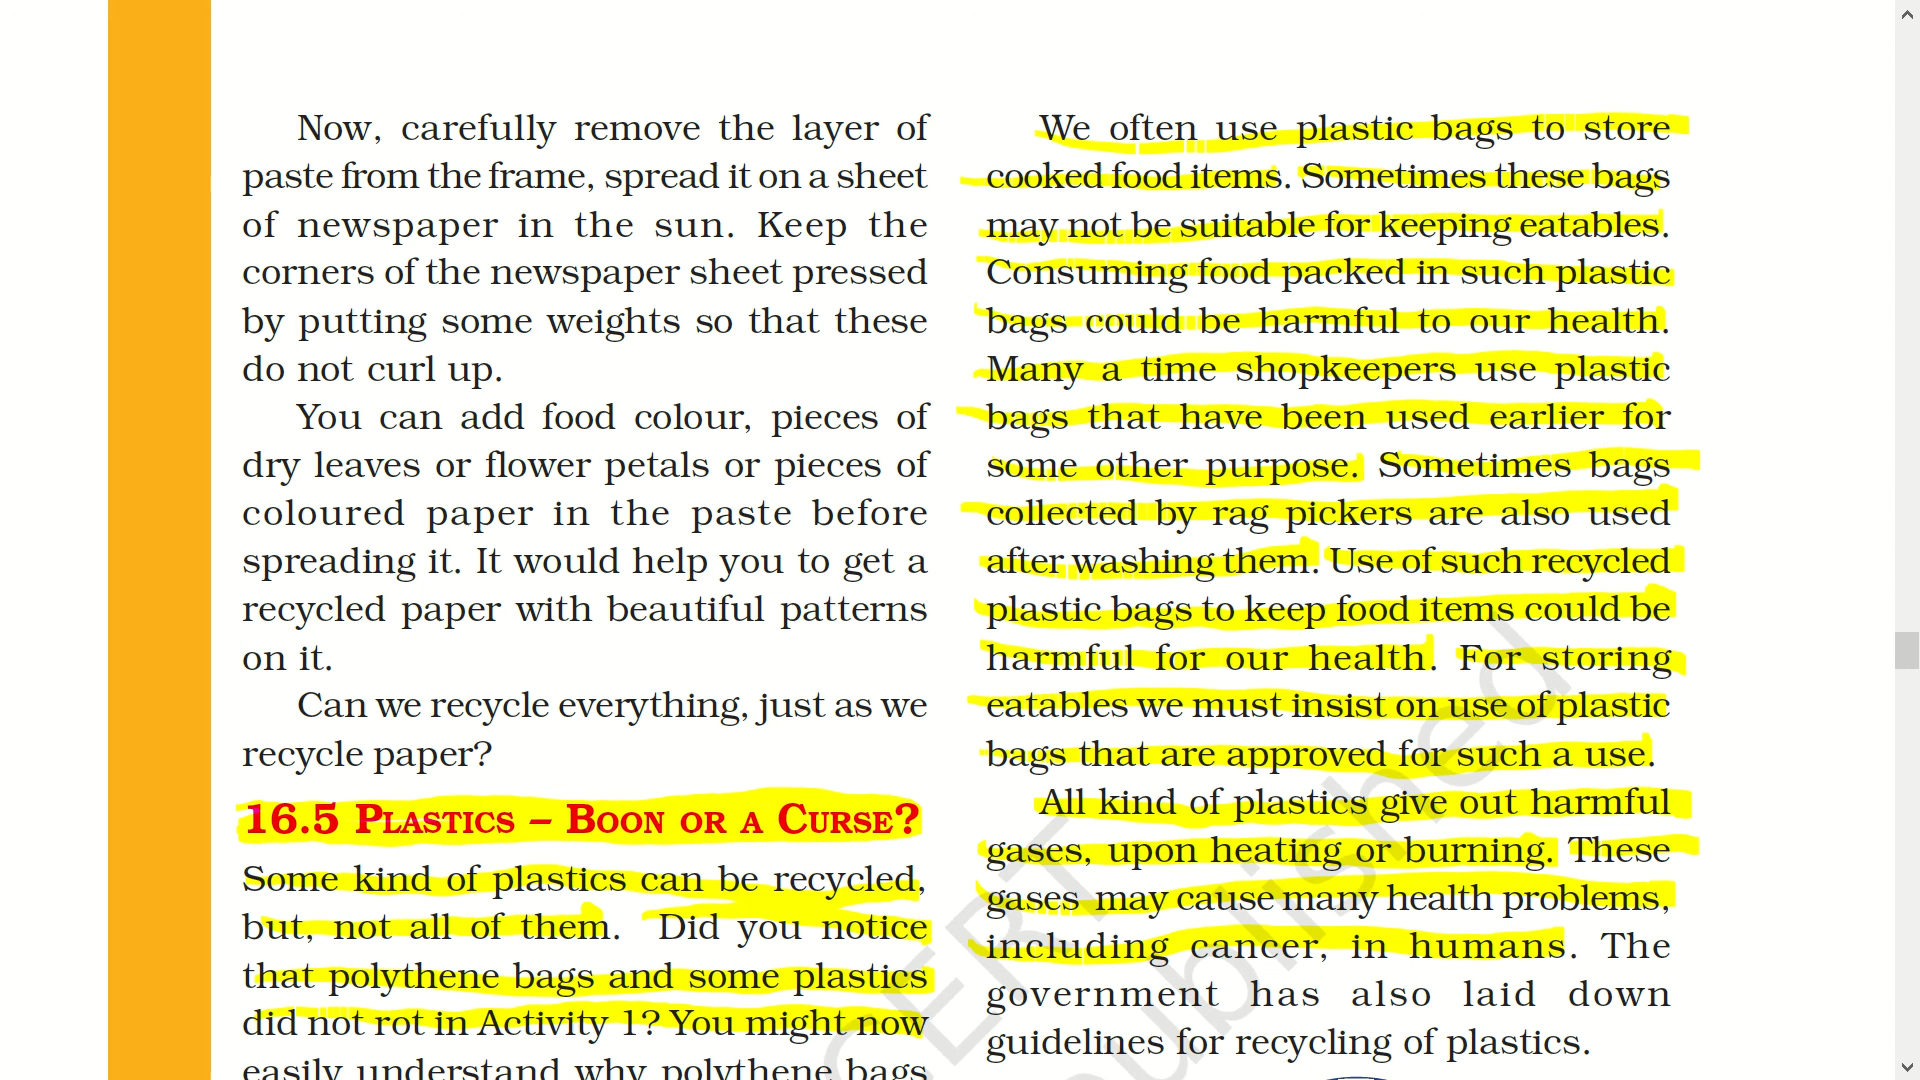 Now, carefully remove the layer of
paste from the frame, spread it on a sheet
of newspaper in the sun. Keep the
corners of the newspaper sheet pressed
by putting some weights so that these
do not curl up.
You can add food colour, pieces of
dry leaves or flower petals or pieces of
coloured paper in the paste before
spreading it. It would help you to get a
recycled paper with beautiful patterns
on it.
Can we recycle everything, just as we
recycle paper?
16.5 PLASTICS – BOON OR A CURSE?
Some kind of plastics can be recycled,
but, not all of them. Did you notice
that polythene bags and some plastics
did not rot in Activity 1? You might now
easily understand why polythene bags
We often use plastic bags to store
cooked food items. Sometimes these bags
may not be suitable for keeping eatables.
Consuming food packed in such plastic
bags could be harmful to our health.
Many a time shopkeepers use plastic
bags that have been used earlier for
some other purpose. Sometimes bags
collected by rag pickers are also used
after washing them. Use of such recycled
plastic bags to keep food items could be
harmful for our health. For storing
eatables we must insist on use of plastic
bags that are approved for such a use.
All kind of plastics give out harmful
gases, upon heating or burning. These
gases may cause many health problems,
including cancer, in humans. The
government has also laid down
guidelines for recycling of plastics.